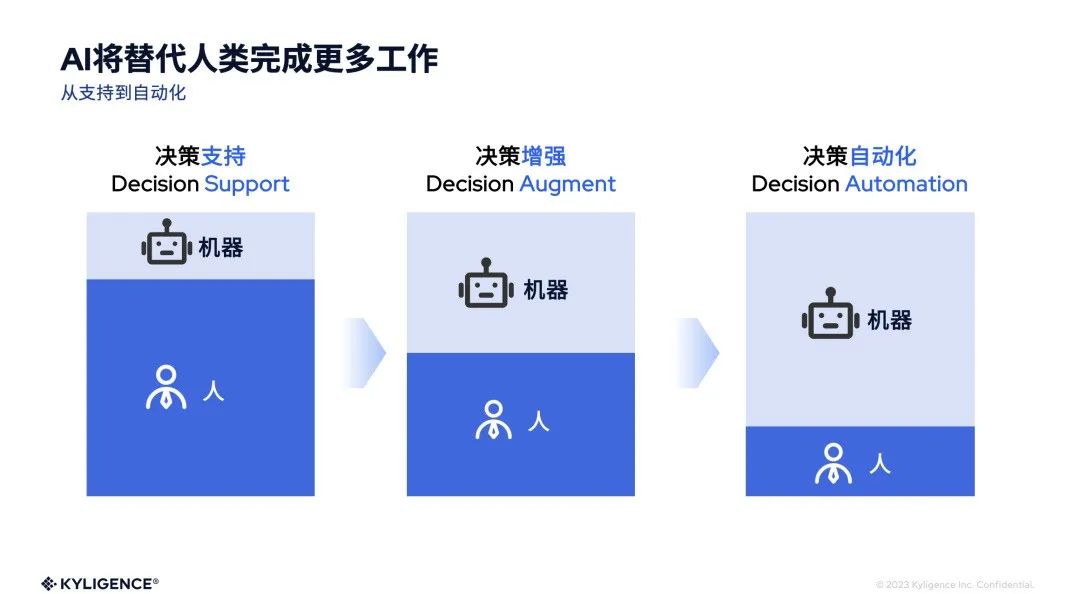 AI将替代人类完成更多工作
从支持到自动化
决策支持
Decision Support
机器
人
决策增强
Decision Augment
机器
人
决策自动化
Decision Automation
机器
人
KYLIGENCE®
© 2023 Kyligence Inc. Confidential.